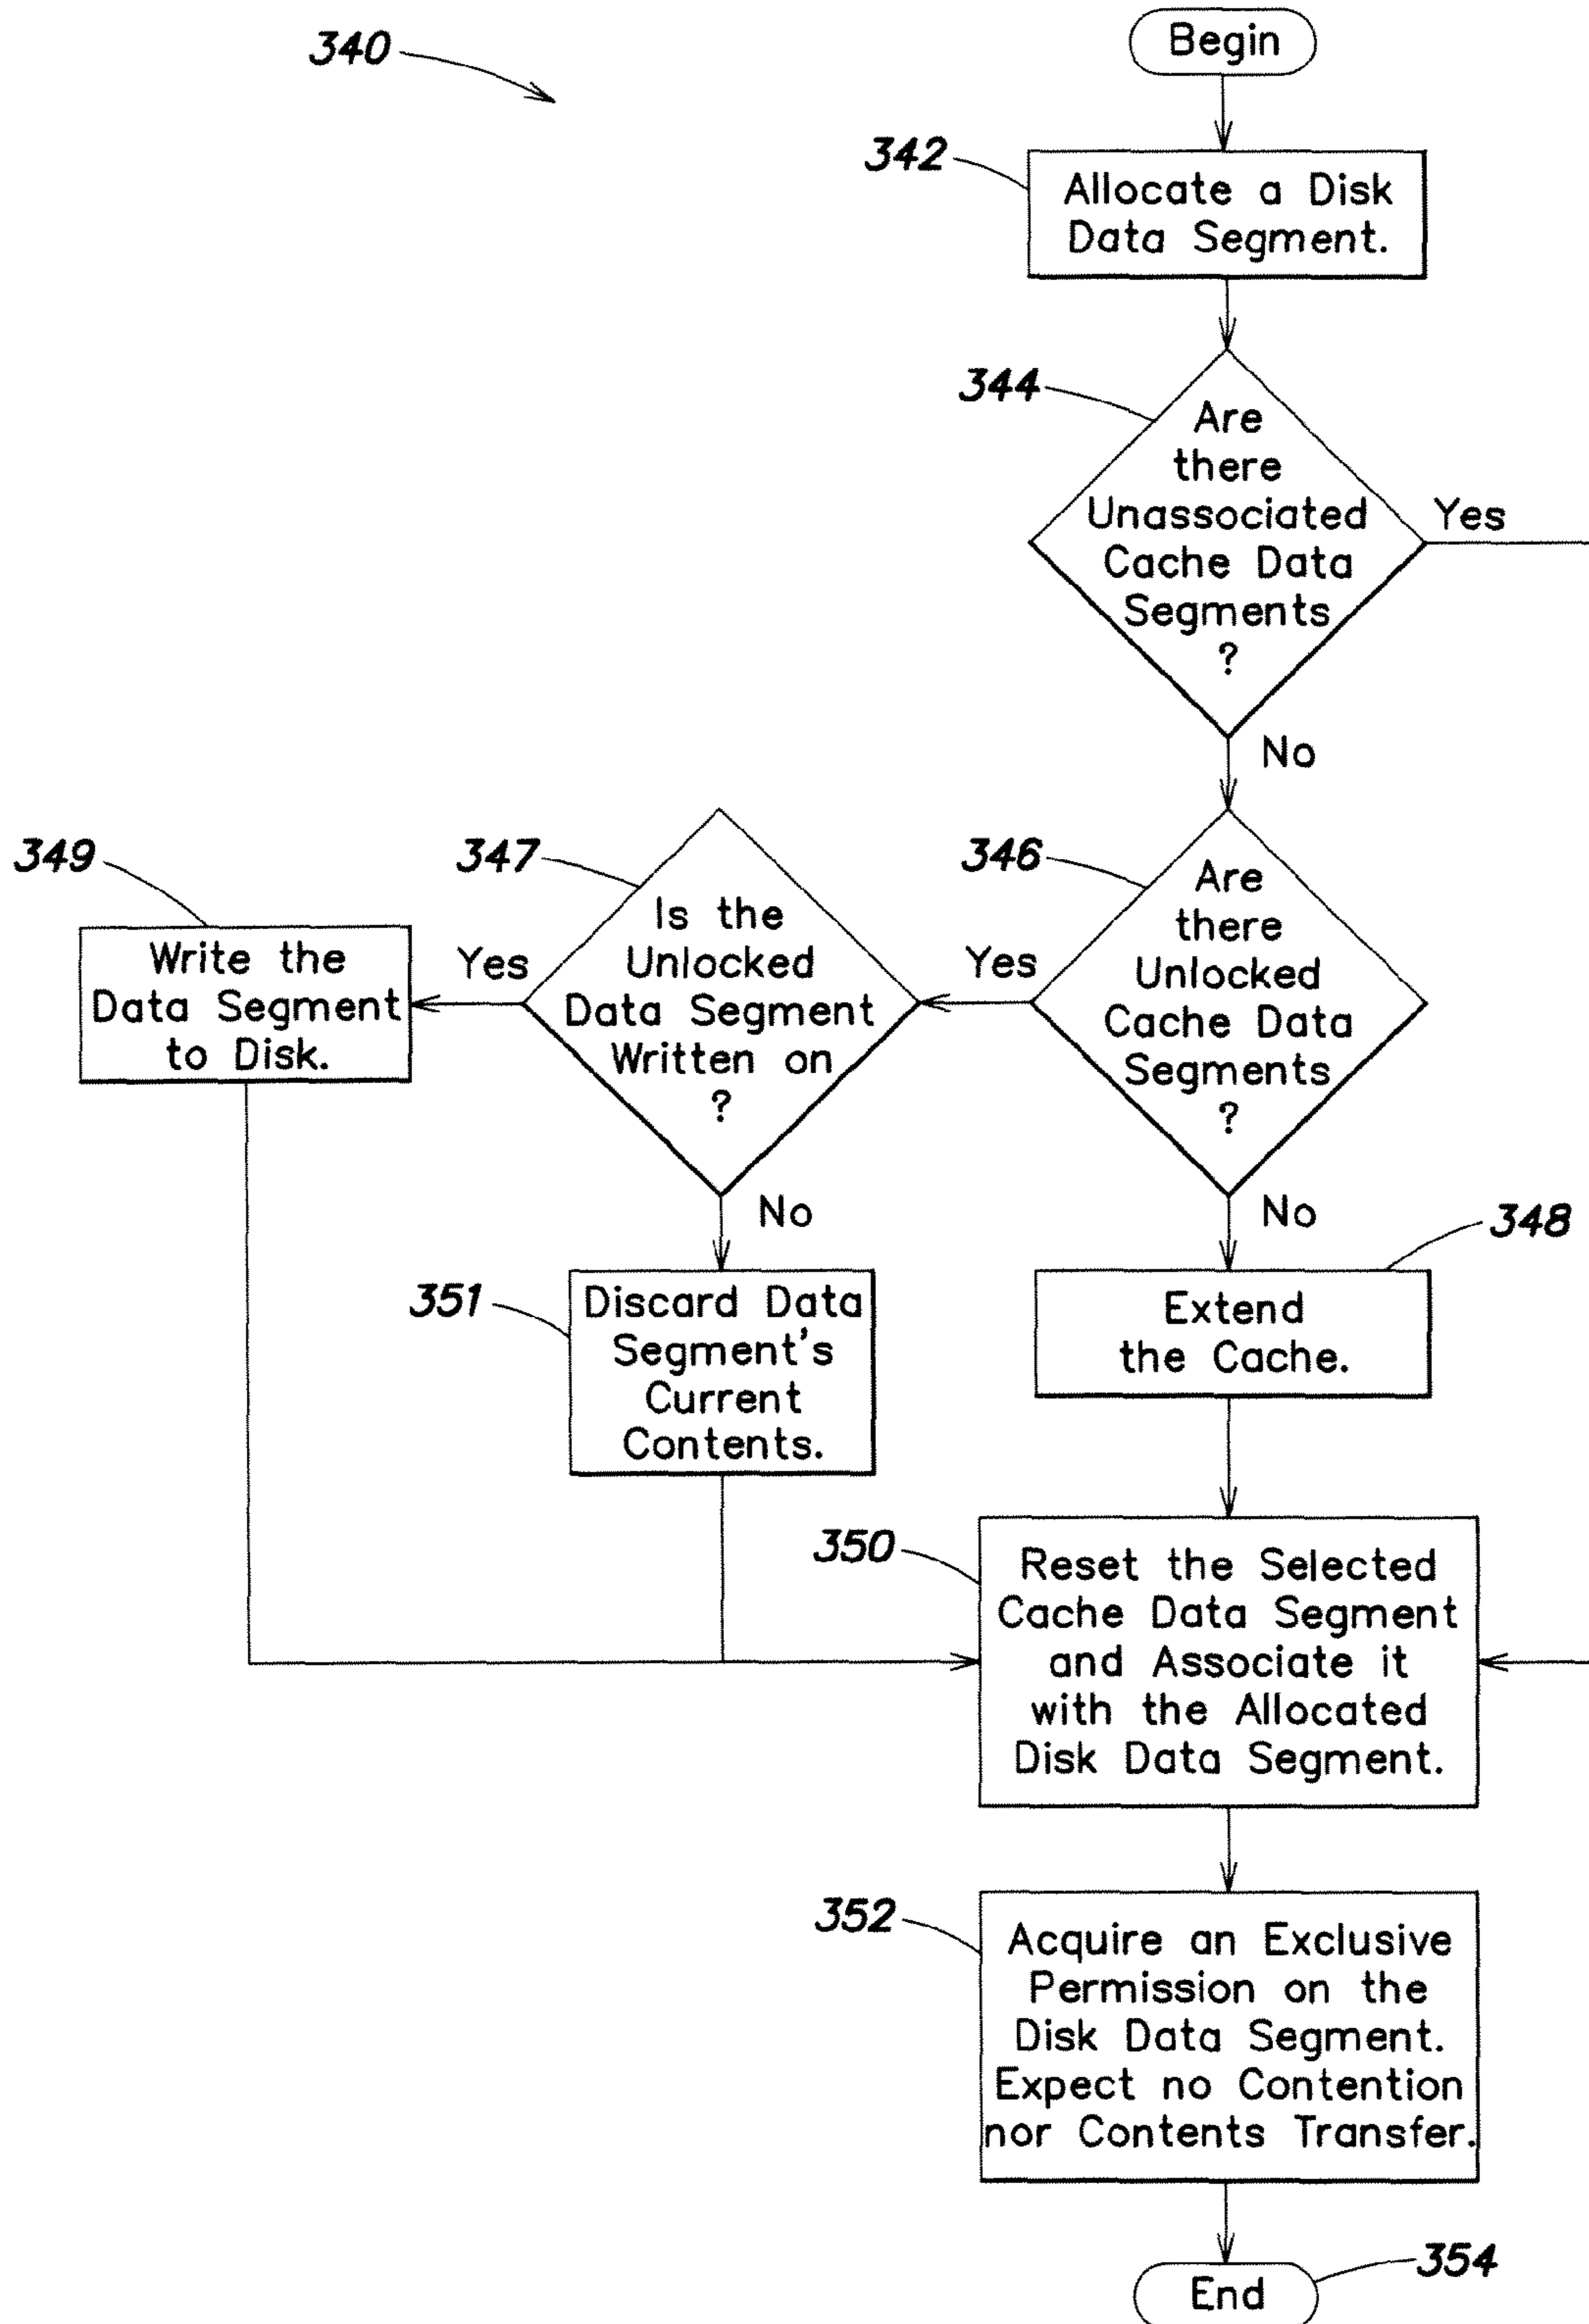 340
Begin
342
Allocate a Disk
Data Segment.
344
Are
there
Unassociated
Cache Data
Segments
?
Yes
No
349
Write the
Data Segment
to Disk.
Yes
347
Is the
Unlocked
Data Segment
Written on
?
Yes
346
Are
there
Unlocked
Cache Data
Segments
?
No
No
351
Discard Data
Segment's
Current
Contents.
348
Extend
the Cache.
350
Reset the Selected
Cache Data Segment
and Associate it
with the Allocated
Disk Data Segment.
352
Acquire an Exclusive
Permission on the
Disk Data Segment.
Expect no Contention
nor Contents Transfer.
354
End